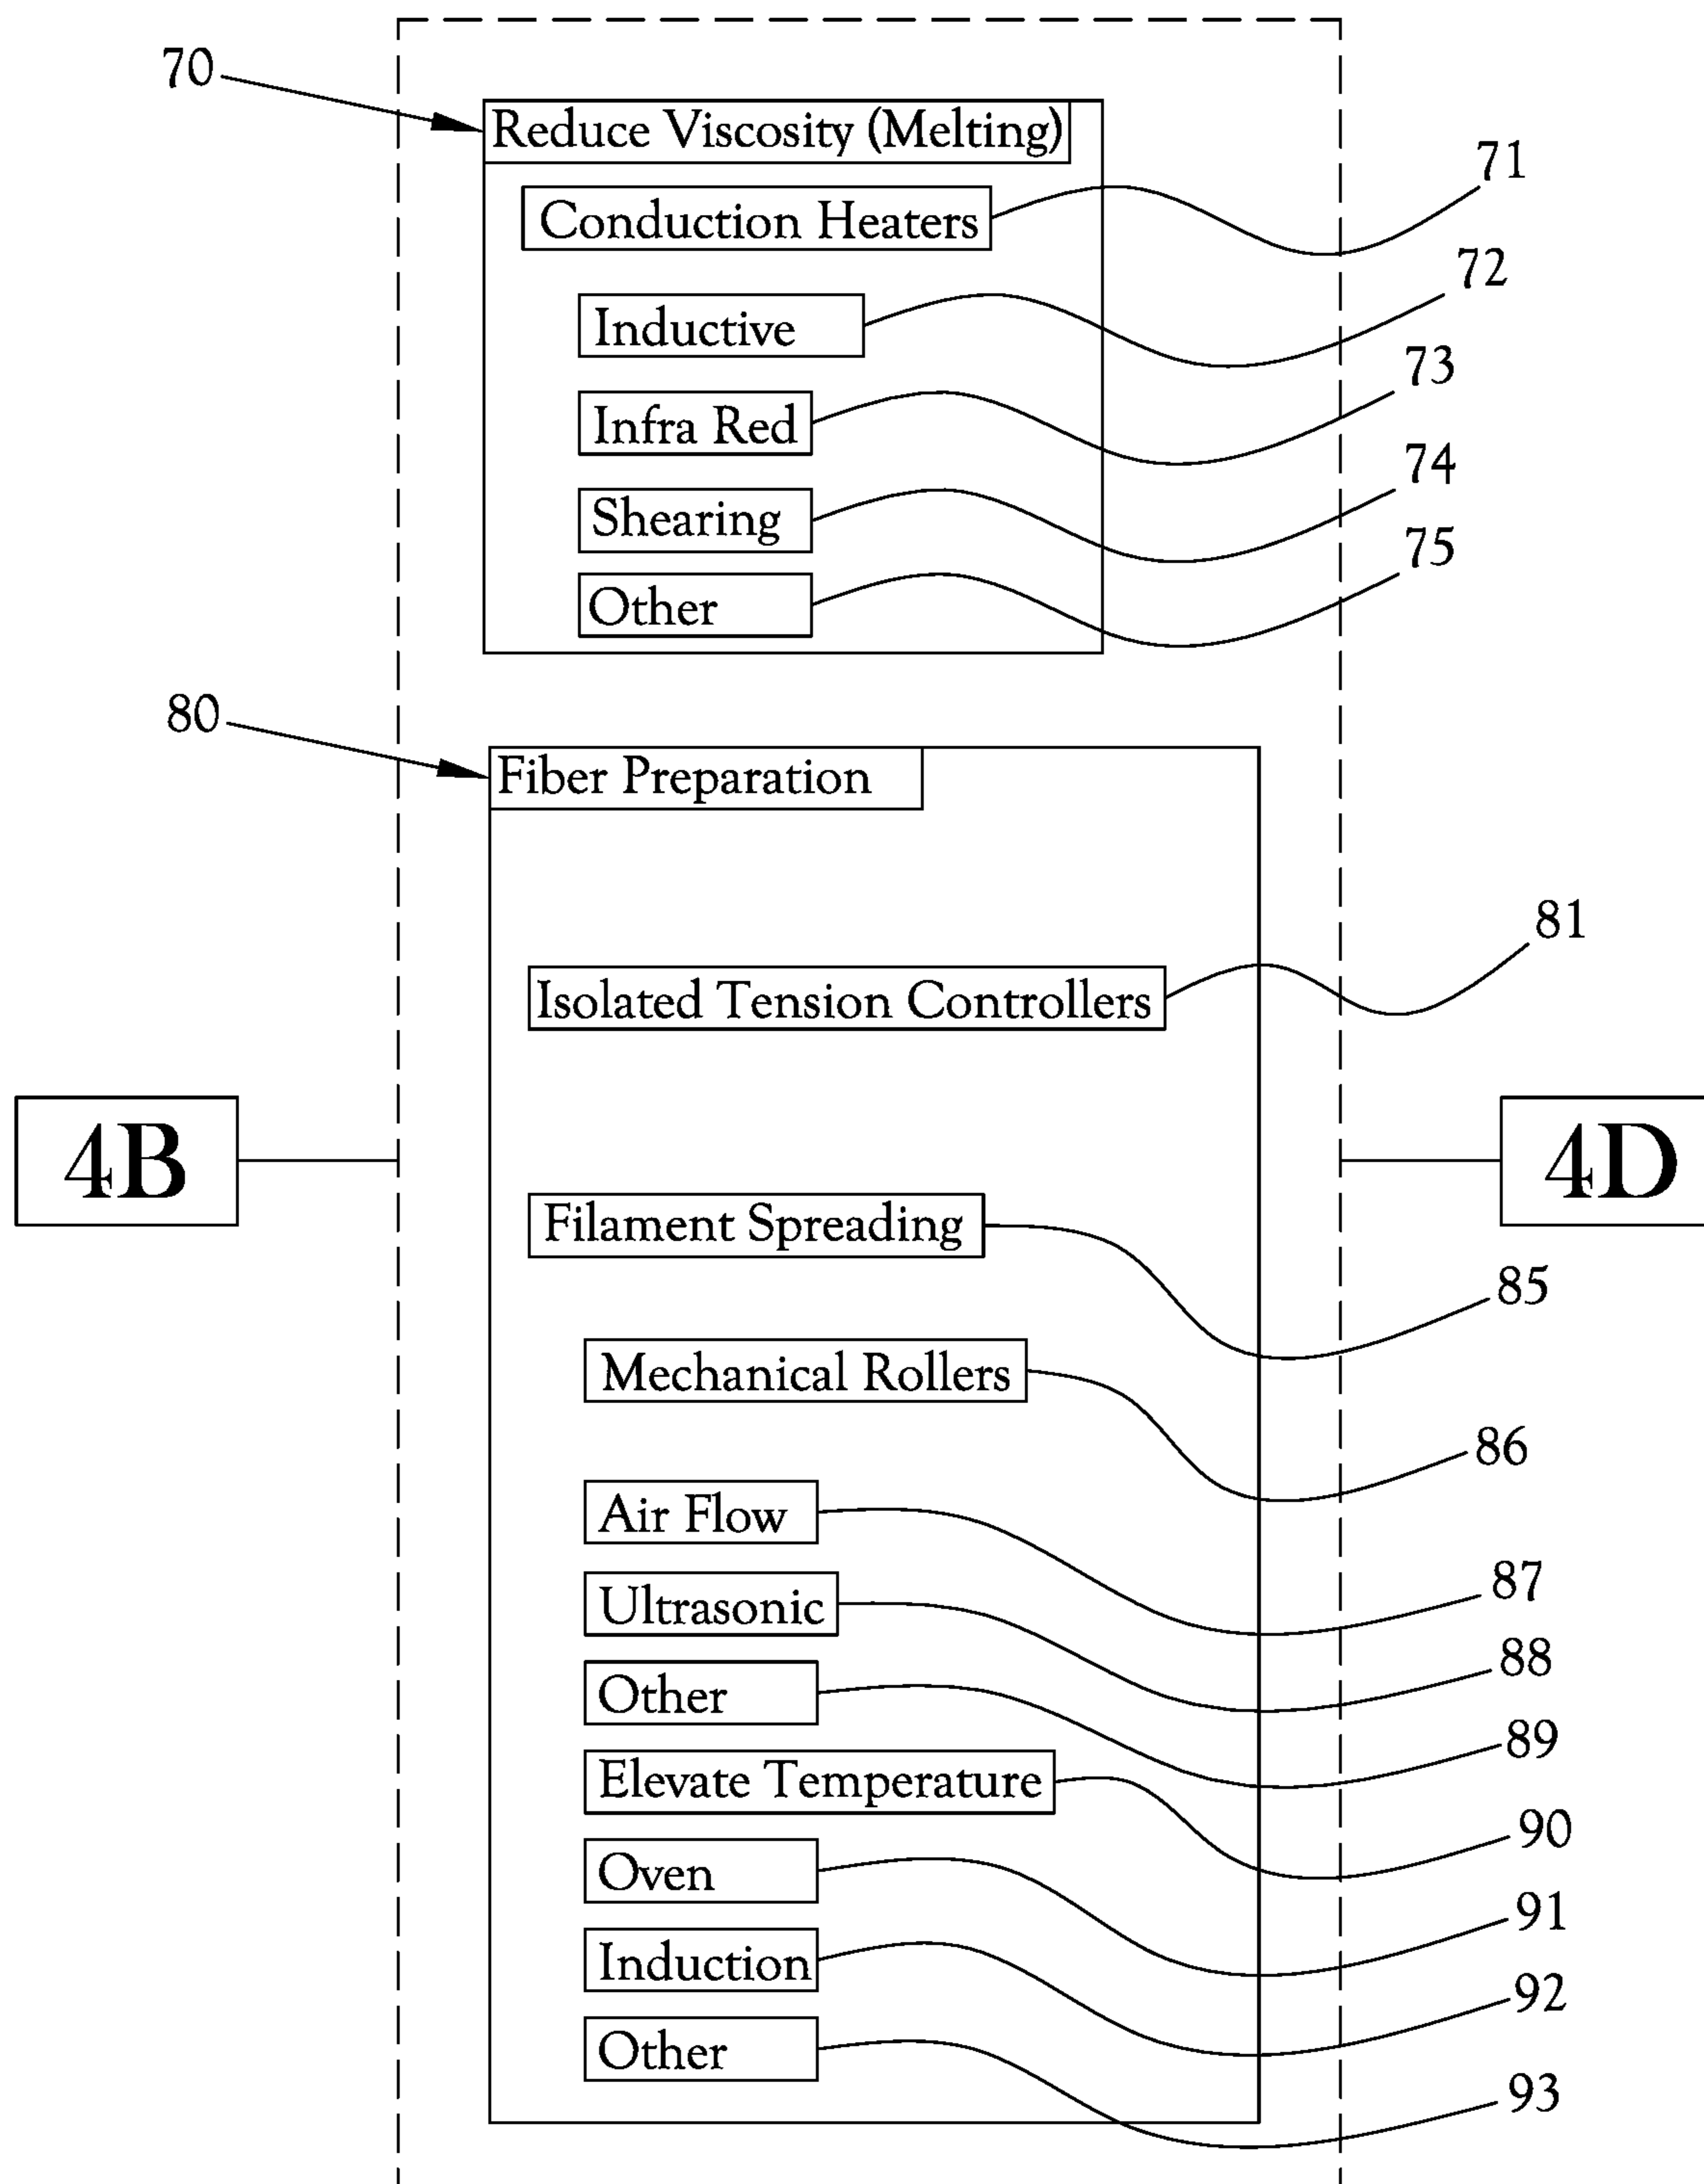 70
Reduce Viscosity (Melting)
71
Conduction Heaters
72
Inductive
73
Infra Red
74
Shearing
75
Other
80
Fiber Preparation
81
Isolated Tension Controllers
4B
4D
Filament Spreading
85
Mechanical Rollers
86
Air Flow
87
Ultrasonic
88
Other
89
Elevate Temperature
90
Oven
91
Induction
92
Other
93